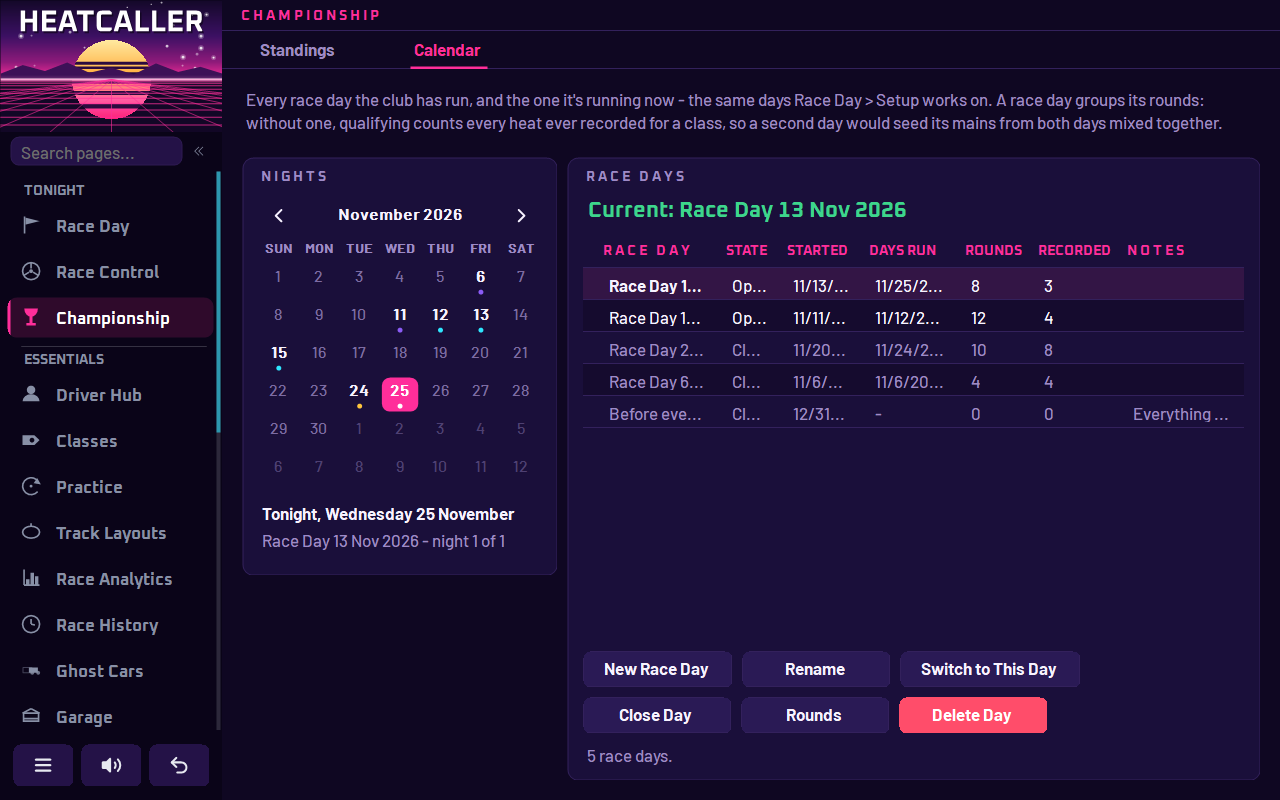 HEATCALLER
Search pages...
TONIGHT
Race Day
Race Control
Championship
ESSENTIALS
Driver Hub
Classes
Practice
Track Layouts
Race Analytics
Race History
Ghost Cars
Garage
CHAMPIONSHIP
Standings Calendar
Every race day the club has run, and the one it's running now - the same days Race Day > Setup works on. A race day groups its rounds:
without one, qualifying counts every heat ever recorded for a class, so a second day would seed its mains from both days mixed together.
NIGHTS
November 2026
SUN MON TUE WED THU FRI SAT
1 2 3 4 5 6 7
8 9 10 11 12 13 14
15 16 17 18 19 20 21
22 23 24 25 26 27 28
29 30 1 2 3 4 5
6 7 8 9 10 11 12
Tonight, Wednesday 25 November
Race Day 13 Nov 2026 - night 1 of 1
RACE DAYS
Current: Race Day 13 Nov 2026
RACE DAY STATE STARTED DAYS RUN ROUNDS RECORDED NOTES
Race Day 1... Op... 11/13/... 11/25/2... 8 3
Race Day 1... Op... 11/11/... 11/12/2... 12 4
Race Day 2... Cl... 11/20... 11/24/2... 10 8
Race Day 6... Cl... 11/6/... 11/6/20... 4 4
Before eve... Cl... 12/31... - 0 0 Everything ...
New Race Day Rename Switch to This Day
Close Day Rounds Delete Day
5 race days.